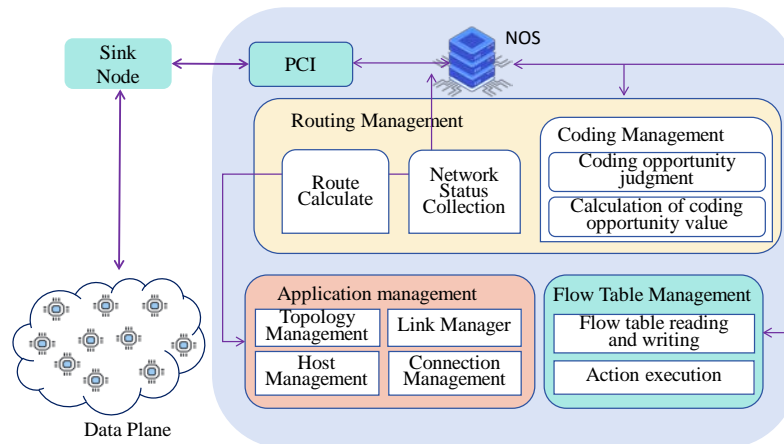 NOS
Sink
Node
PCI
Routing Management
Coding Management
Coding opportunity
judgment
Calculation of coding
opportunity value
Route
Calculate
Network
Status
Collection
Application management
Topology
Management
Link Manager
Host
Management
Connection
Management
Flow Table Management
Flow table reading
and writing
Action execution
Data Plane